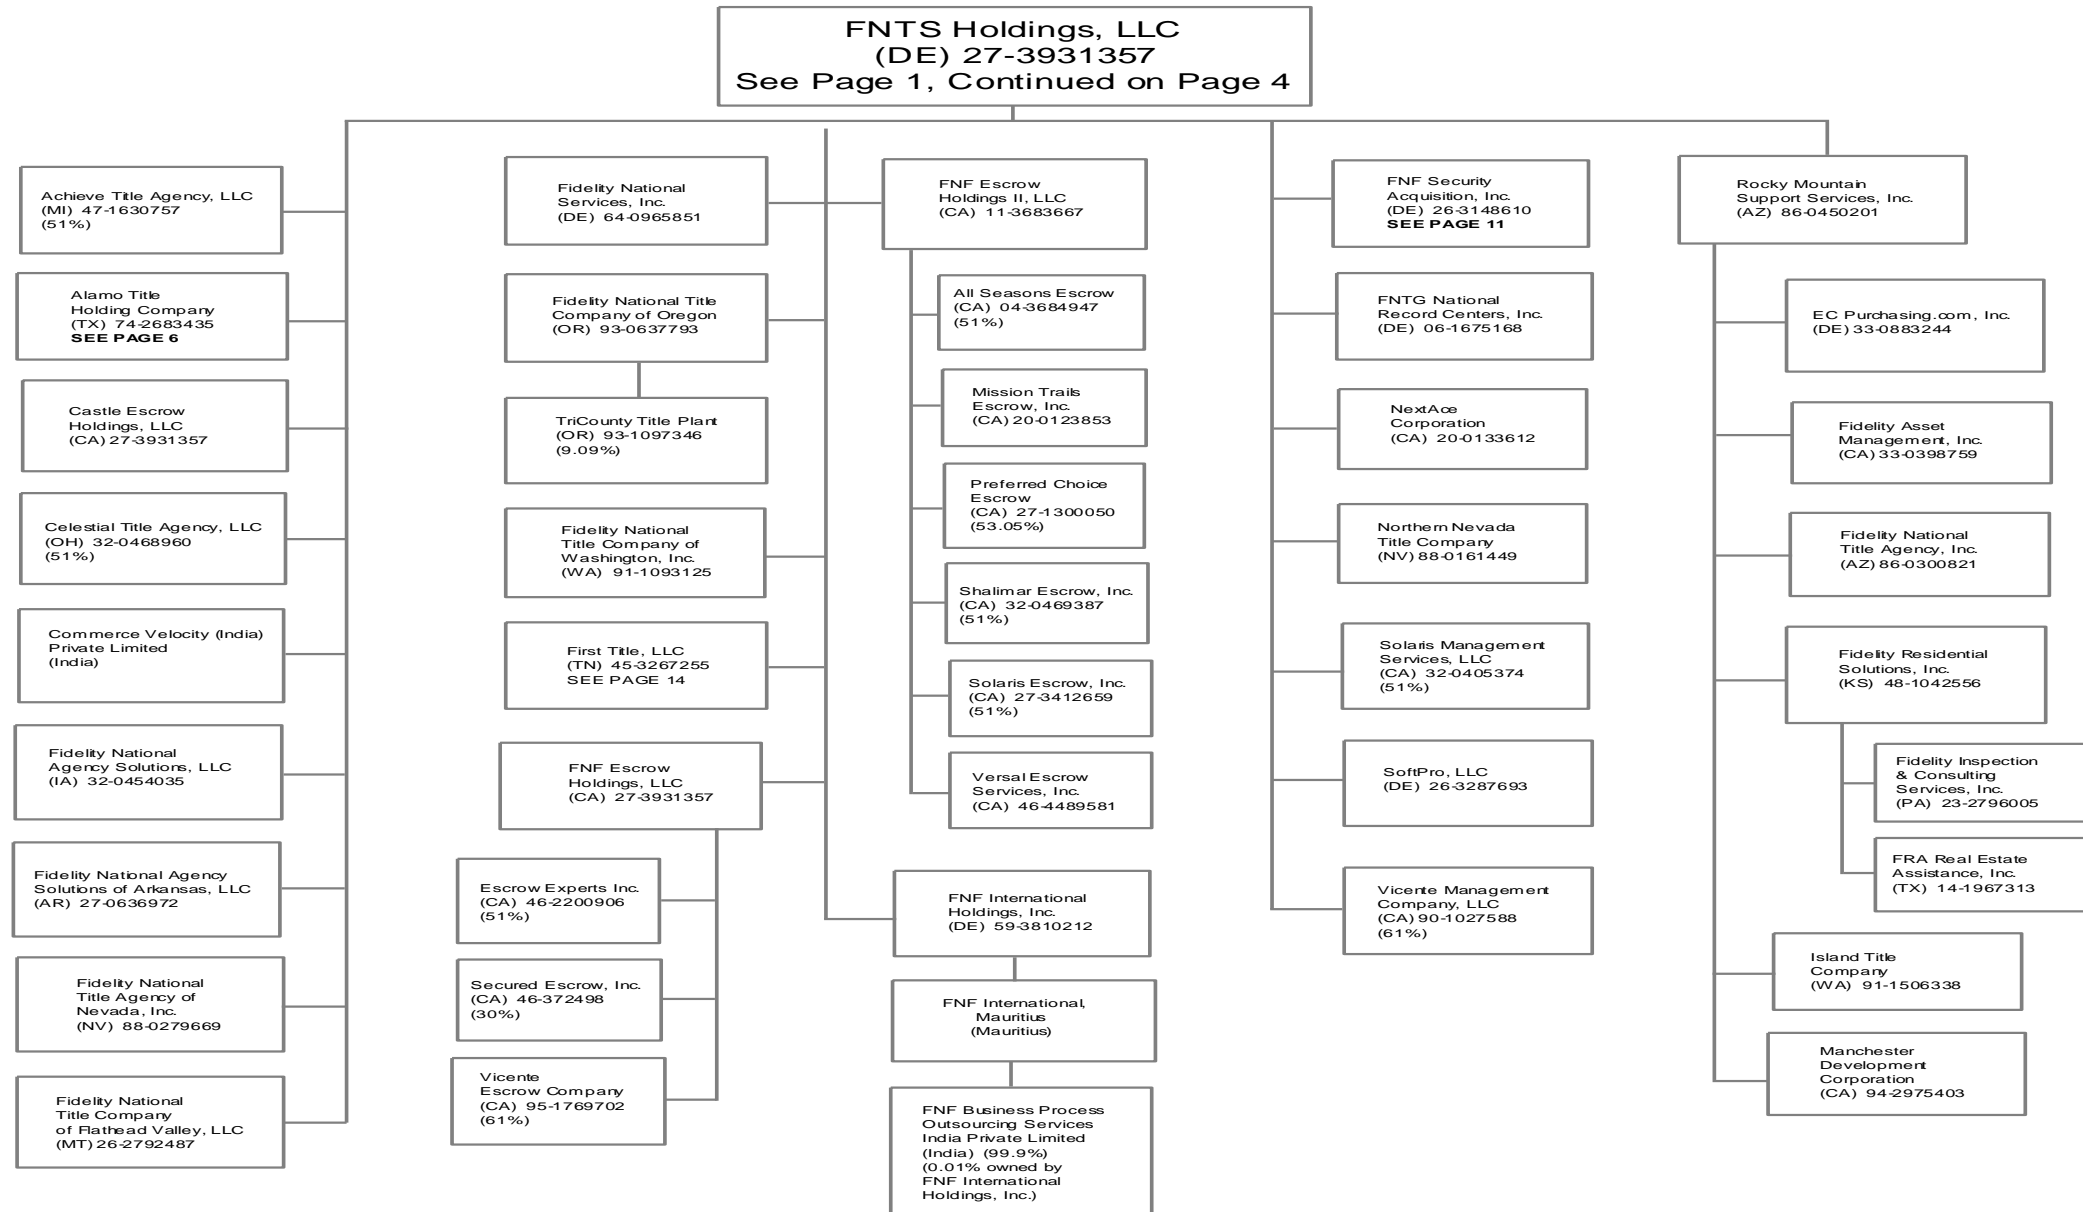 FNTS Holdings, LLC
(DE) 27-3931357
See Page 1, Continued on Page 4
Achieve Title Agency, LLC
(MI) 47-1630757
(51%)
Alamo Title
Holding Company
(TX) 74-2683435
SEE PAGE 6
Castle Escrow
Holdings, LLC
(CA) 27-3931357
Celestial Title Agency, LLC
(OH) 32-0468960
(51%)
Commerce Velocity (India)
Private Limited
(India)
Fidelity National
Agency Solutions, LLC
(IA) 32-0454035
Fidelity National Agency
Solutions of Arkansas, LLC
(AR) 27-0636972
Fidelity National
Title Agency of
Nevada, Inc.
(NV) 88-0279669
Fidelity National
Title Company
of Flathead Valley, LLC
(MT) 26-2792487
Fidelity National
Services, Inc.
(DE) 64-0965851
Fidelity National Title
Company of Oregon
(OR) 93-0637793
TriCounty Title Plant
(OR) 93-1097346
(9.09%)
Fidelity National
Title Company of
Washington, Inc.
(WA) 91-1093125
First Title, LLC
(TN) 45-3267255
SEE PAGE 14
FNF Escrow
Holdings, LLC
(CA) 27-3931357
Escrow Experts Inc.
(CA) 46-2200906
(51%)
Secured Escrow, Inc.
(CA) 46-372498
(30%)
Vicente
Escrow Company
(CA) 95-1769702
(61%)
FNF Escrow
Holdings II, LLC
(CA) 11-3683667
All Seasons Escrow
(CA) 04-3684947
(51%)
Mission Trails
Escrow, Inc.
(CA) 20-0123853
Preferred Choice
Escrow
(CA) 27-1300050
(53.05%)
Shalimar Escrow, Inc.
(CA) 32-0469387
(51%)
Solaris Escrow, Inc.
(CA) 27-3412659
(51%)
Versal Escrow
Services, Inc.
(CA) 46-4489581
FNF International
Holdings, Inc.
(DE) 59-3810212
FNF International,
Mauritius
(Mauritius)
FNF Business Process
Outsourcing Services
India Private Limited
(India) (99.9%)
(0.01% owned by
FNF International
Holdings, Inc.)
FNF Security
Acquisition, Inc.
(DE) 26-3148610
SEE PAGE 11
FNTG National
Record Centers, Inc.
(DE) 06-1675168
NextAce
Corporation
(CA) 20-0133612
Northern Nevada
Title Company
(NV) 88-0161449
Solaris Management
Services, LLC
(CA) 32-0405374
(51%)
SoftPro, LLC
(DE) 26-3287693
Vicente Management
Company, LLC
(CA) 90-1027588
(61%)
Rocky Mountain
Support Services, Inc.
(AZ) 86-0450201
EC Purchasing.com, Inc.
(DE) 33-0883244
Fidelity Asset
Management, Inc.
(CA) 33-0398759
Fidelity National
Title Agency, Inc.
(AZ) 86-0300821
Fidelity Residential
Solutions, Inc.
(KS) 48-1042556
Fidelity Inspection
& Consulting
Services, Inc.
(PA) 23-2796005
FRA Real Estate
Assistance, Inc.
(TX) 14-1967313
Island Title
Company
(WA) 91-1506338
Manchester
Development
Corporation
(CA) 94-2975403